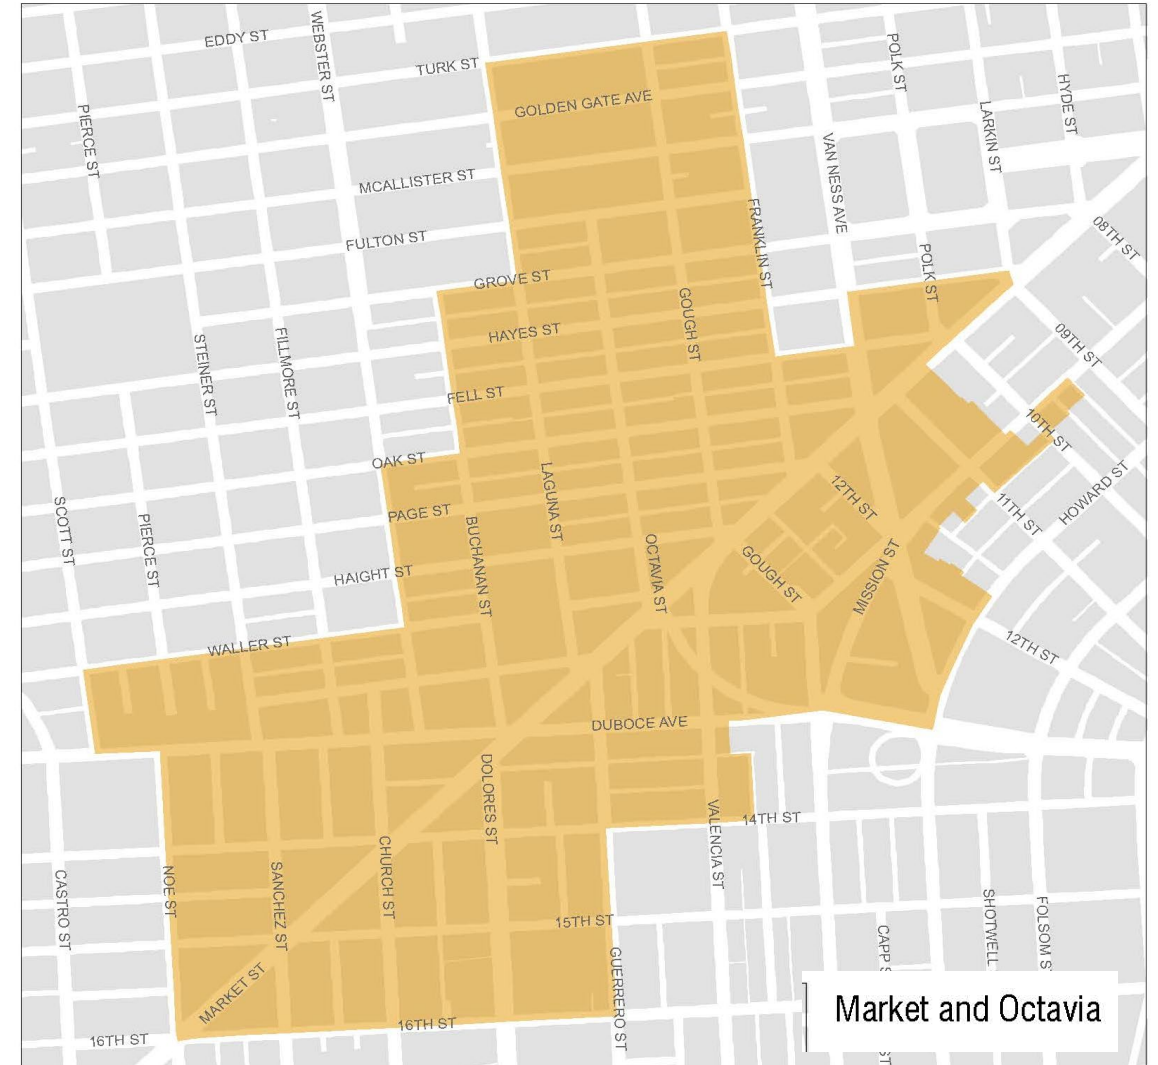 EDDY ST
WEBSTER ST
TURK ST
POLK ST
HYDE ST
PIERCE ST
GOLDEN GATE AVE
LARKIN ST
VAN NESS AVE
MCALLISTER ST
FRANKLIN ST
FULTON ST
08TH ST
POLK ST
GROVE ST
GOUGH ST
HAYES ST
STEINER ST
FILLMORE ST
09TH ST
FELL ST
10TH ST
OAK ST
LAGUNA ST
12TH ST
HOWARD ST
SCOTT ST
PIERCE ST
PAGE ST
BUCHANAN ST
11TH ST
OCTAVIA ST
GOUGH ST
MISSION ST
HAIGHT ST
WALLER ST
12TH ST
DUBOCE AVE
DOLORES ST
VALENCIA ST
14TH ST
CASTRO ST
NOE ST
SANCHEZ ST
CHURCH ST
15TH ST
SHOTWELL
FOLSOM S
CAPP S
GUERRERO ST
MARKET ST
16TH ST
16TH ST
Market and Octavia
ST